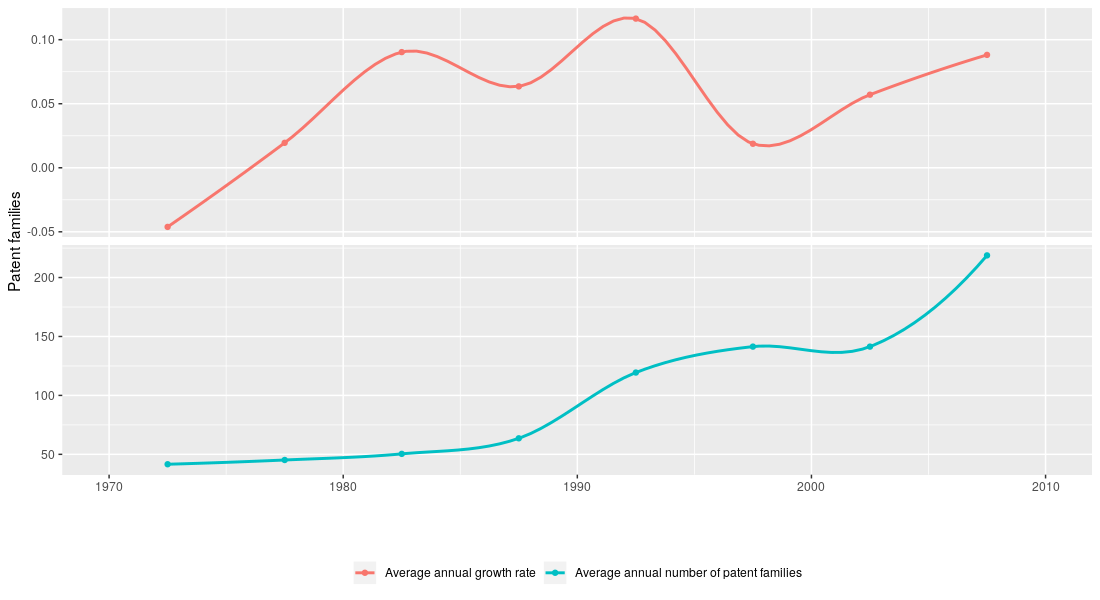 Patent families
0.10
0.05
0.00
-0.05
200
150
100
50
1970 1980 1990 2000 2010
Average annual growth rate Average annual number of patent families